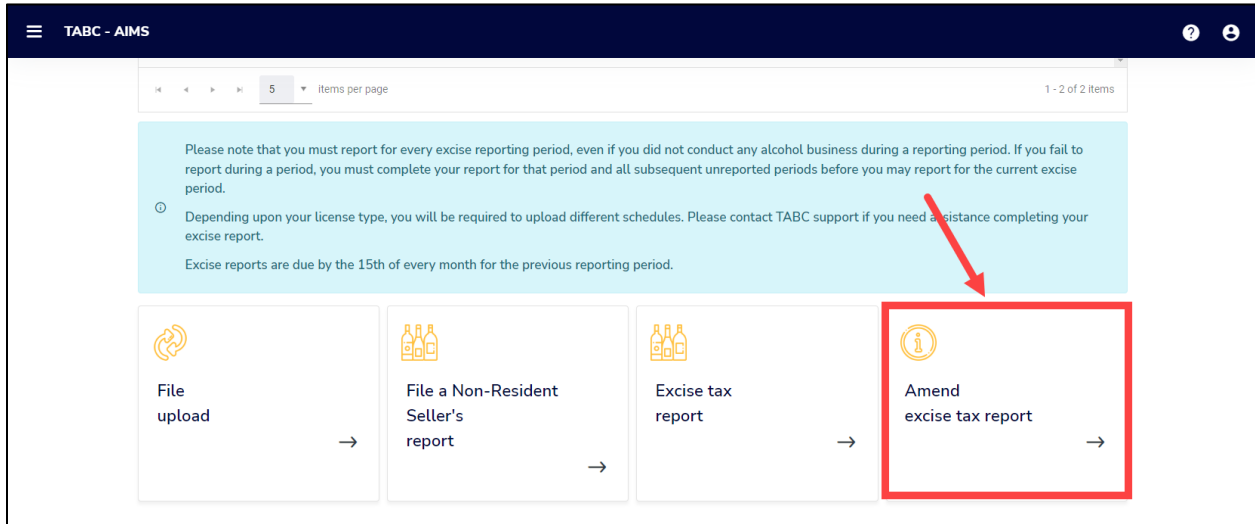 TABC - AIMS
5 items per page 1 - 2 of 2 items
Please note that you must report for every excise reporting period, even if you did not conduct any alcohol business during a reporting period. If you fail to
report during a period, you must complete your report for that period and all subsequent unreported periods before you may report for the current excise
period.
Depending upon your license type, you will be required to upload different schedules. Please contact TABC support if you need assistance completing your
excise report.
Excise reports are due by the 15th of every month for the previous reporting period.
File
upload
File a Non-Resident
Seller's
report
Excise tax
report
Amend
excise tax report